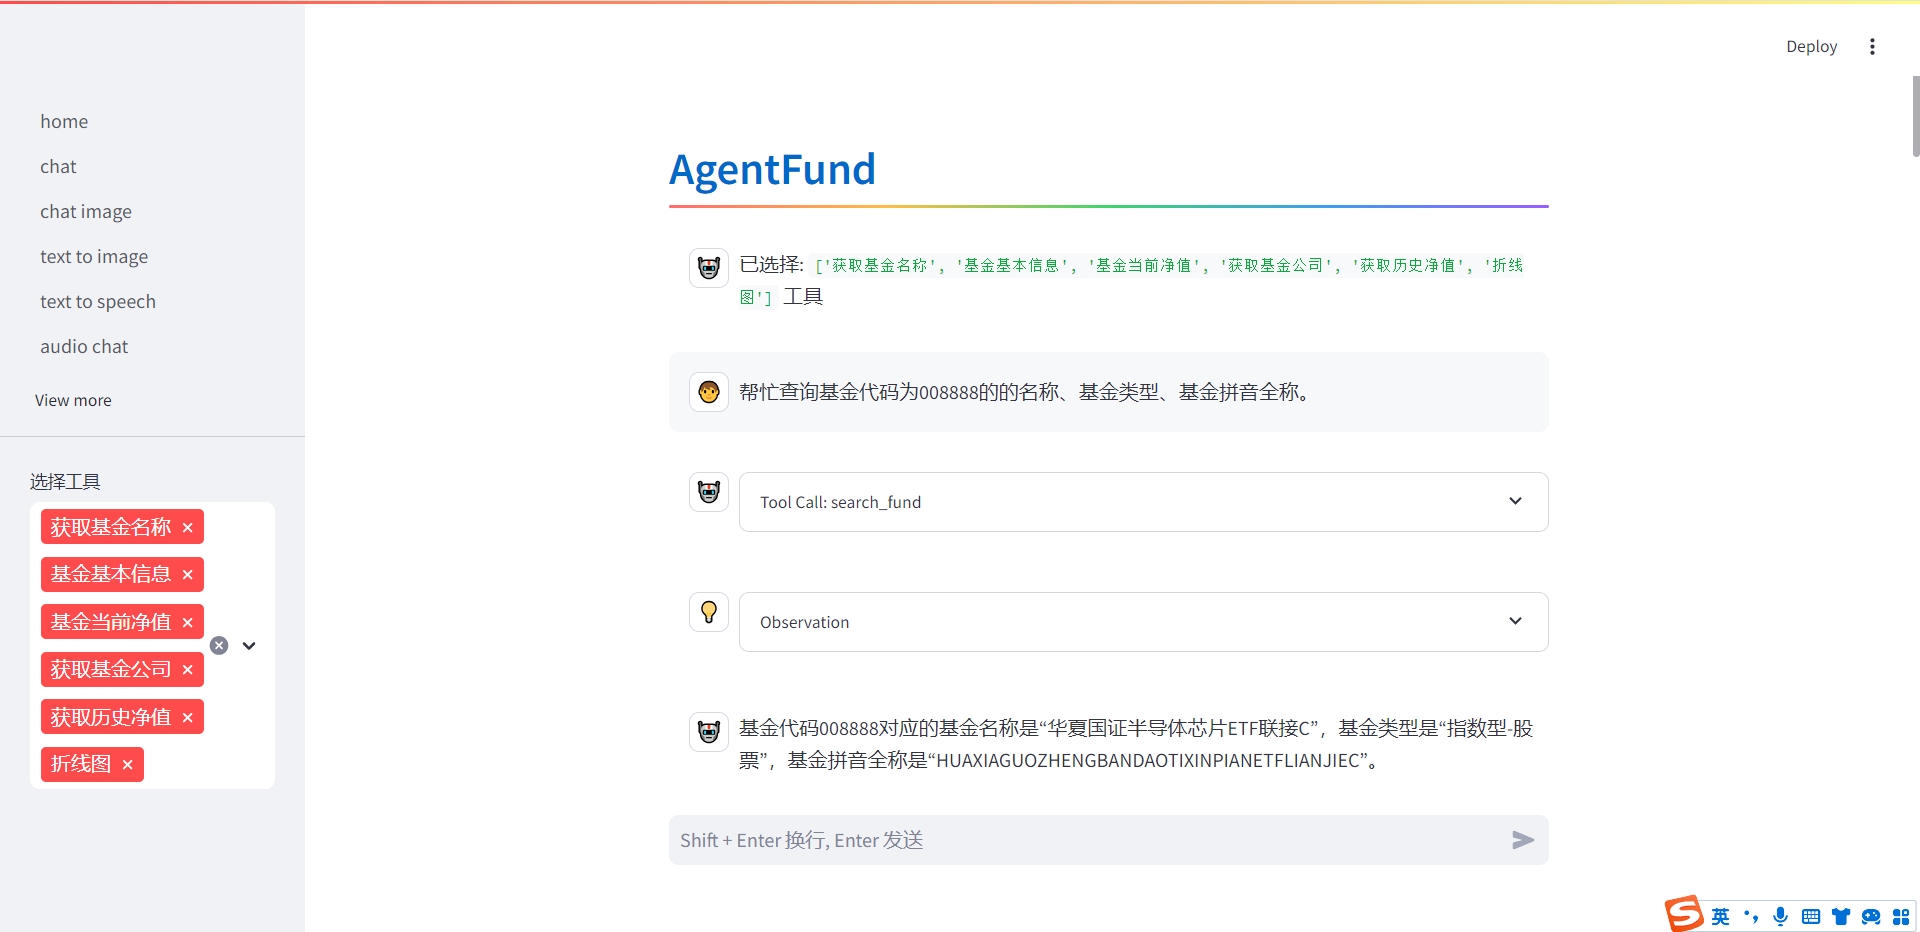 Deploy
home
chat
chat image
text to image
text to speech
audio chat
View more
选择工具
获取基金名称 ×
基金基本信息 ×
基金当前净值 ×
获取基金公司 ×
获取历史净值 ×
折线图 ×
AgentFund
已选择: ['获取基金名称', '基金基本信息', '基金当前净值', '获取基金公司', '获取历史净值', '折线
图'] 工具
帮忙查询基金代码为008888的的名称、基金类型、基金拼音全称。
Tool Call: search_fund
Observation
基金代码008888对应的基金名称是“华夏国证半导体芯片ETF联接C”，基金类型是“指数型-股
票”，基金拼音全称是“HUAXIAGUOZHENGBANDAOTIXINPIANETFLIANJIEC”。
Shift + Enter 换行, Enter 发送
英